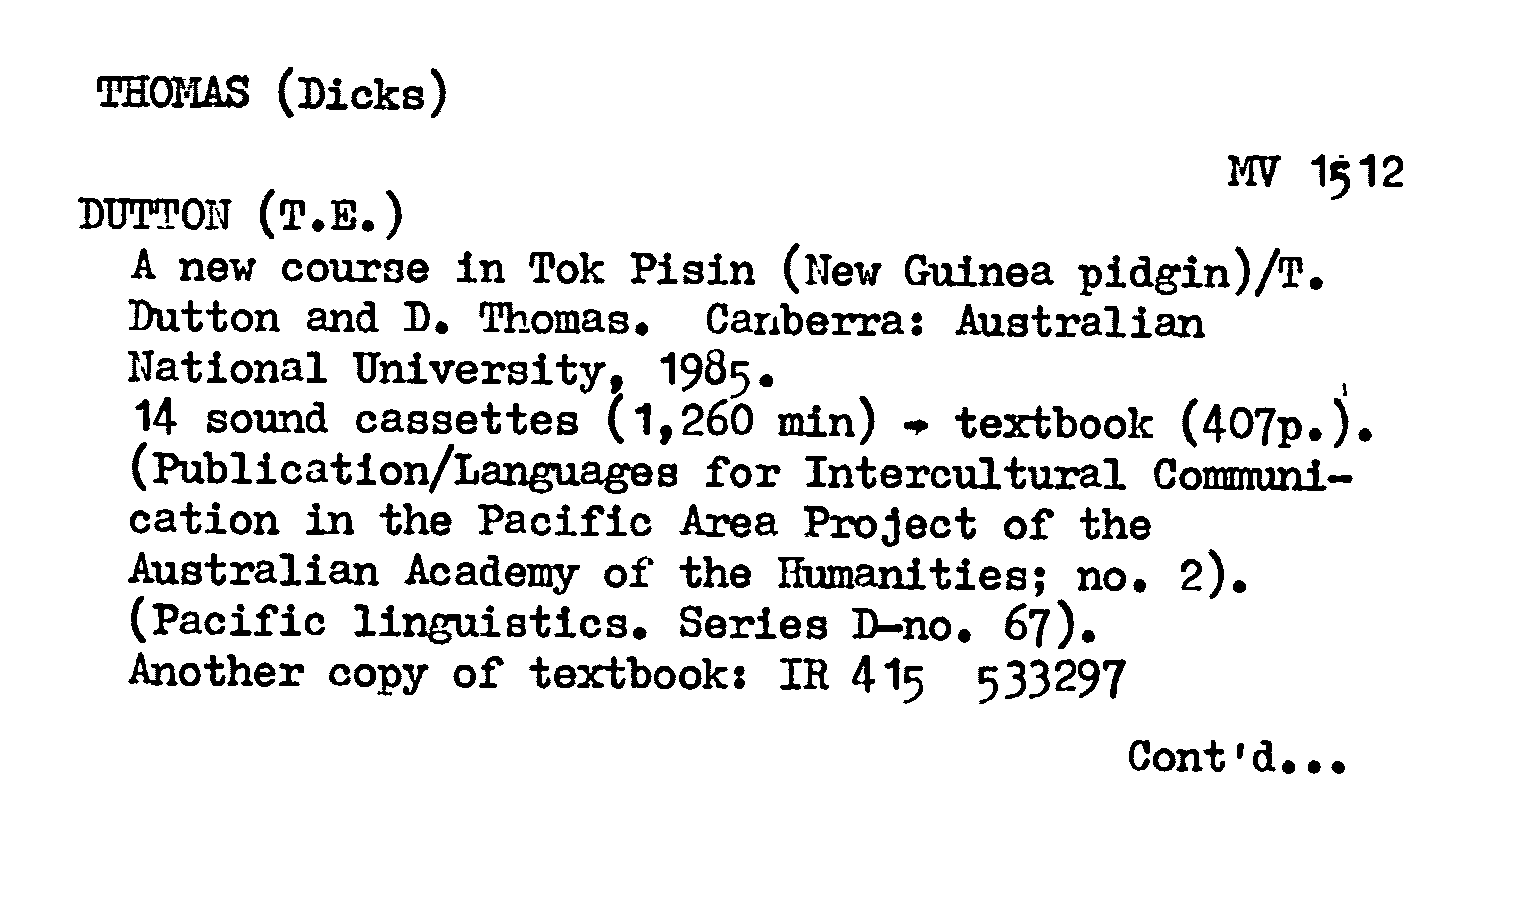 THOMAS (Dicks)
MV 1512
DUTTON (T.E.)
A new course in Tok Pisin (New Guinea pidgin)/T.
Dutton and D. Thomas. Canberra: Australian
National University, 1985.
14 sound cassettes (1,260 min) + textbook (407p.).
(Publication/Languages for Intercultural Communi-
cation in the Pacific Area Project of the
Australian Academy of the Humanities; no. 2).
(Pacific linguistics. Series D-no. 67).
Another copy of textbook: IR 415 533297
Cont'd...